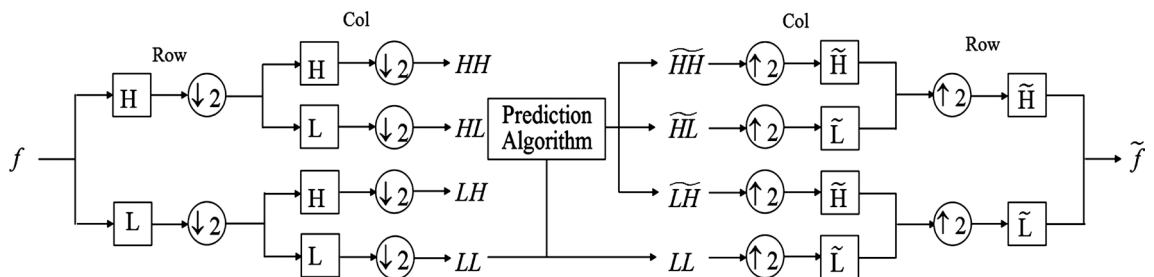 Col
Col
Row
Row
H ↓2 HH
H̃H̃ ↑2 H̃
H ↓2
↑2 H̃
L ↓2 HL
Prediction
Algorithm
H̃L̃ ↑2 L̃
f
f̃
H ↓2 LH
L̃H̃ ↑2 H̃
L ↓2
↑2 L̃
L ↓2 LL
LL ↑2 L̃